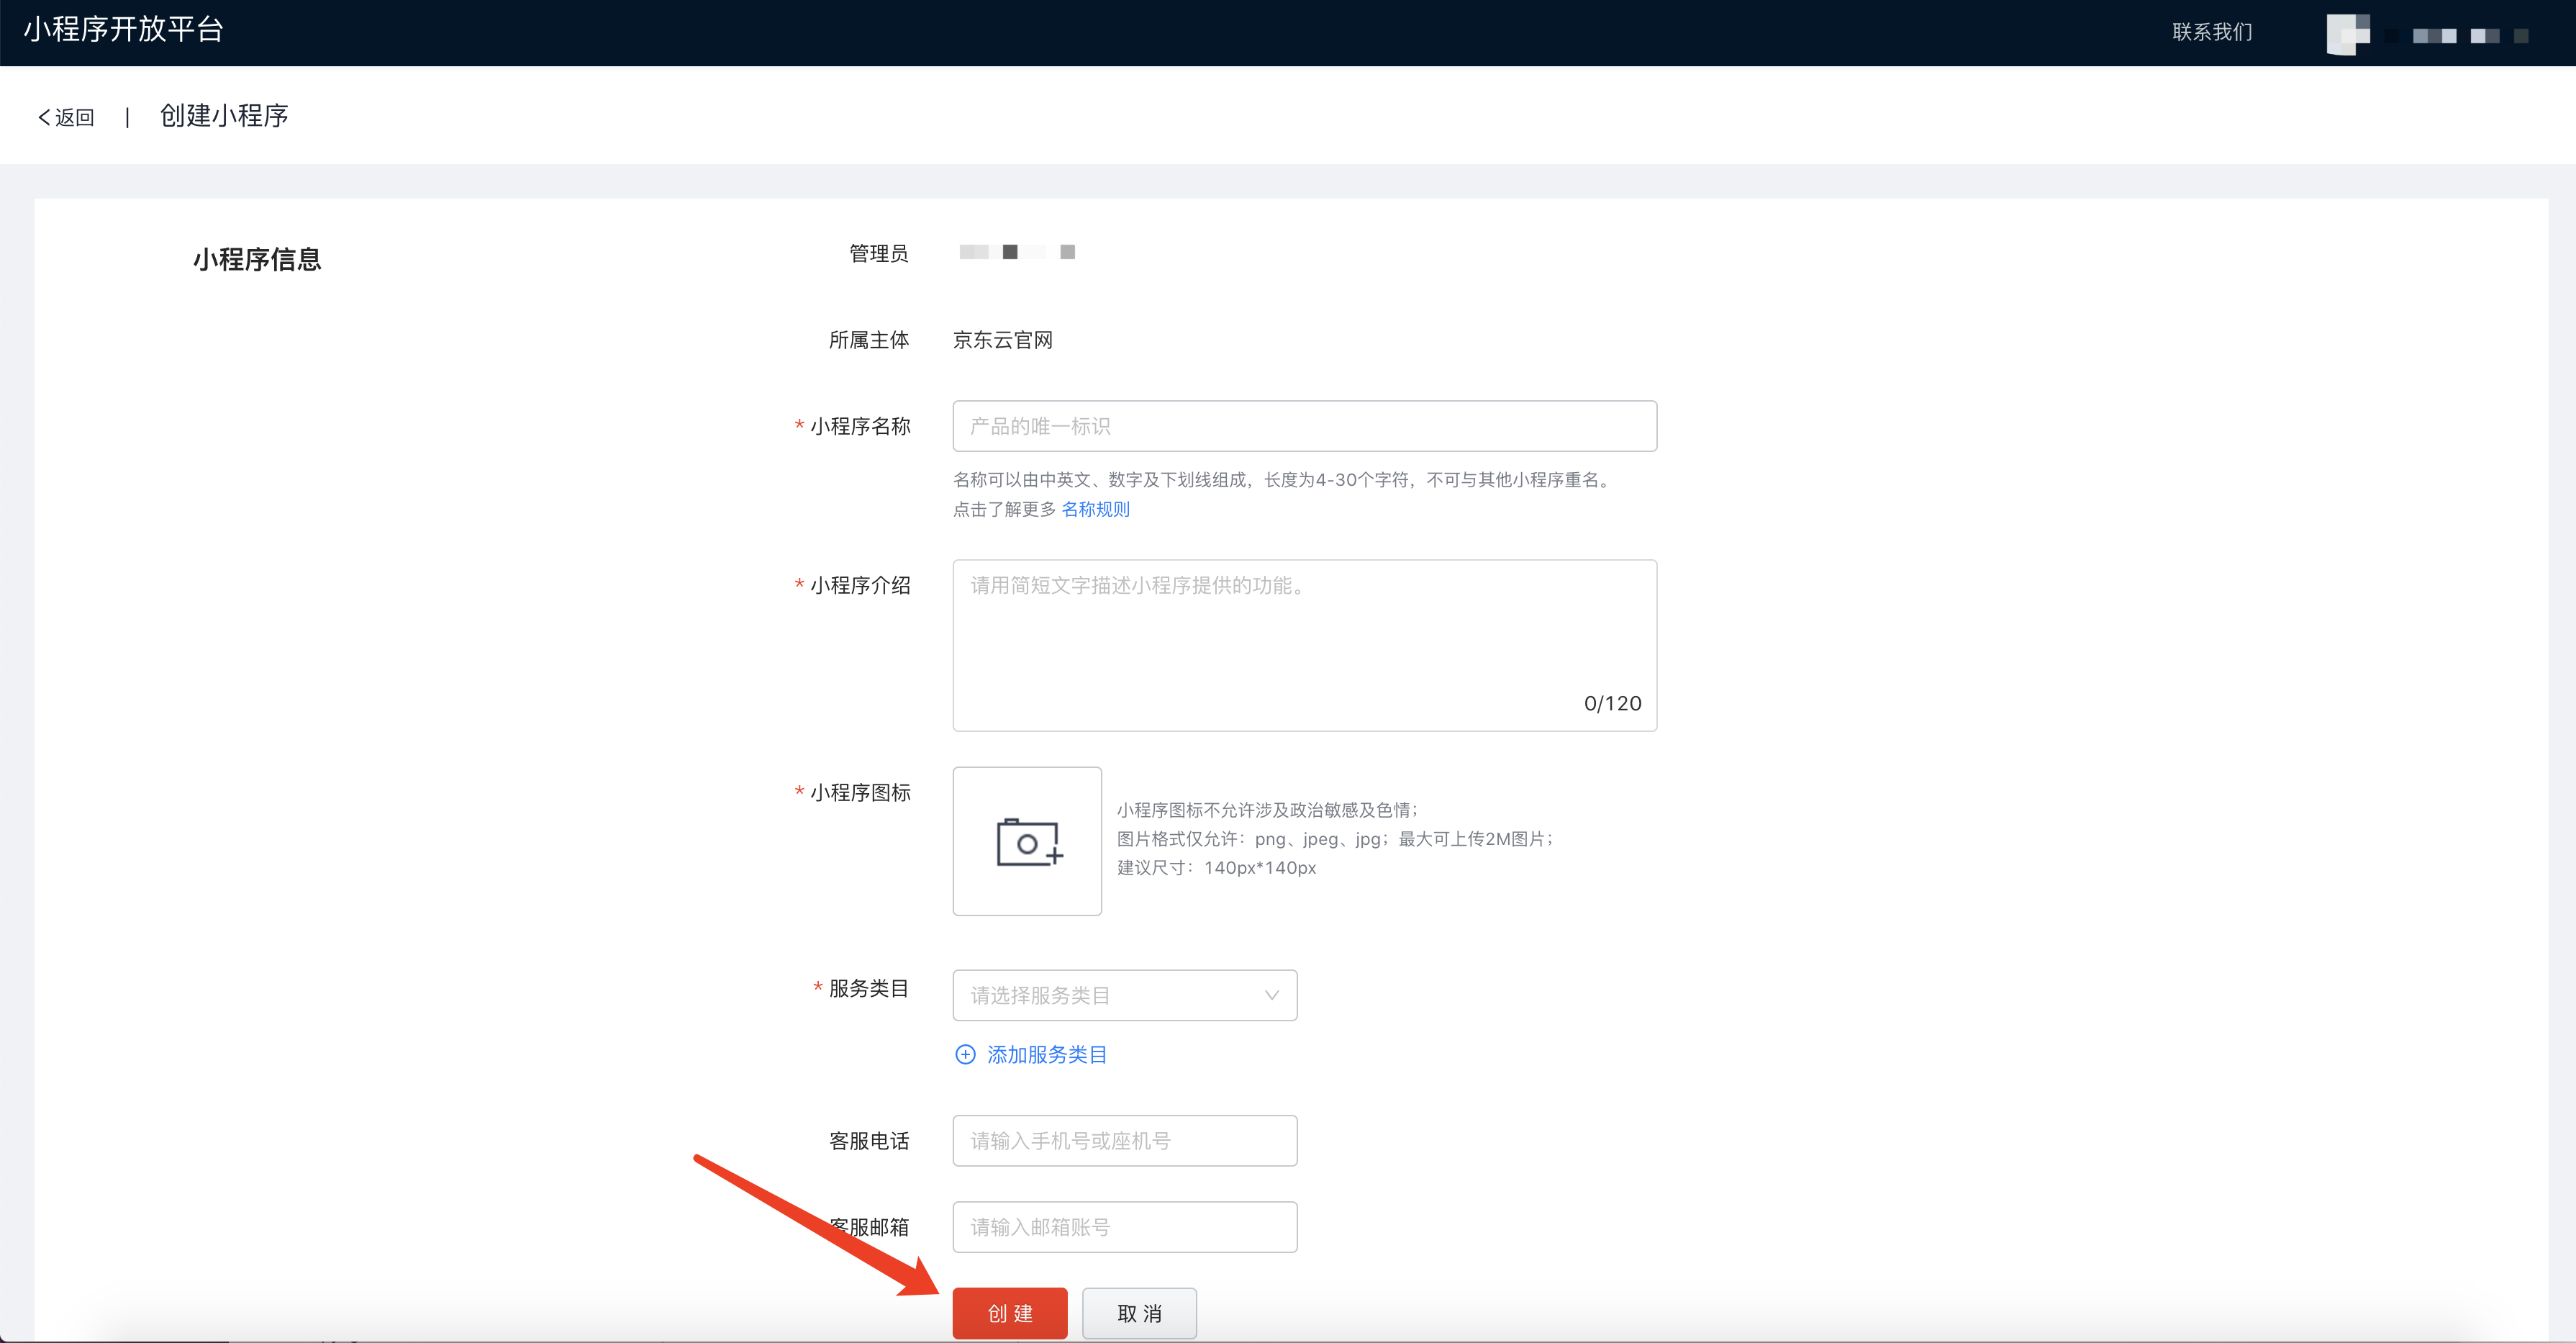 小程序开放平台
联系我们
返回 | 创建小程序
小程序信息
管理员
所属主体 京东云官网
* 小程序名称 产品的唯一标识
名称可以由中英文、数字及下划线组成，长度为4-30个字符，不可与其他小程序重名。
点击了解更多 名称规则
* 小程序介绍 请用简短文字描述小程序提供的功能。
0/120
* 小程序图标
小程序图标不允许涉及政治敏感及色情；
图片格式仅允许：png、jpeg、jpg；最大可上传2M图片；
建议尺寸：140px*140px
* 服务类目 请选择服务类目
添加服务类目
客服电话 请输入手机号或座机号
客服邮箱 请输入邮箱账号
创建 取消